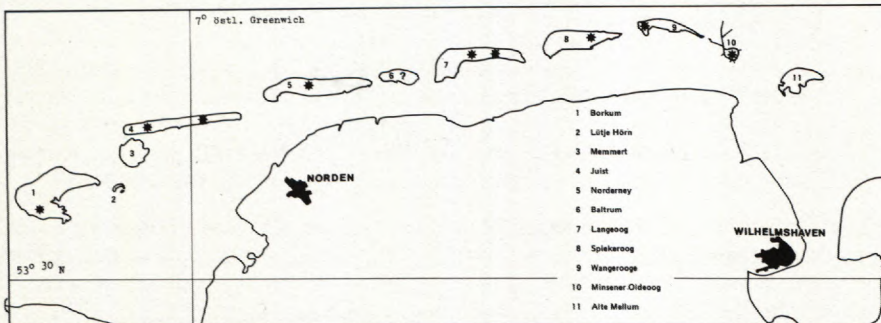 7° östl. Greenwich
10
9
8
7
6 ?
11
5
4
3
1
2
NORDEN
WILHELMSHAVEN
53° 30 N
1 Borkum
2 Lütje Hörn
3 Memmert
4 Juist
5 Norderney
6 Baltrum
7 Langeoog
8 Spiekeroog
9 Wangerooge
10 Minsener-Oldeoog
11 Alte Mellum